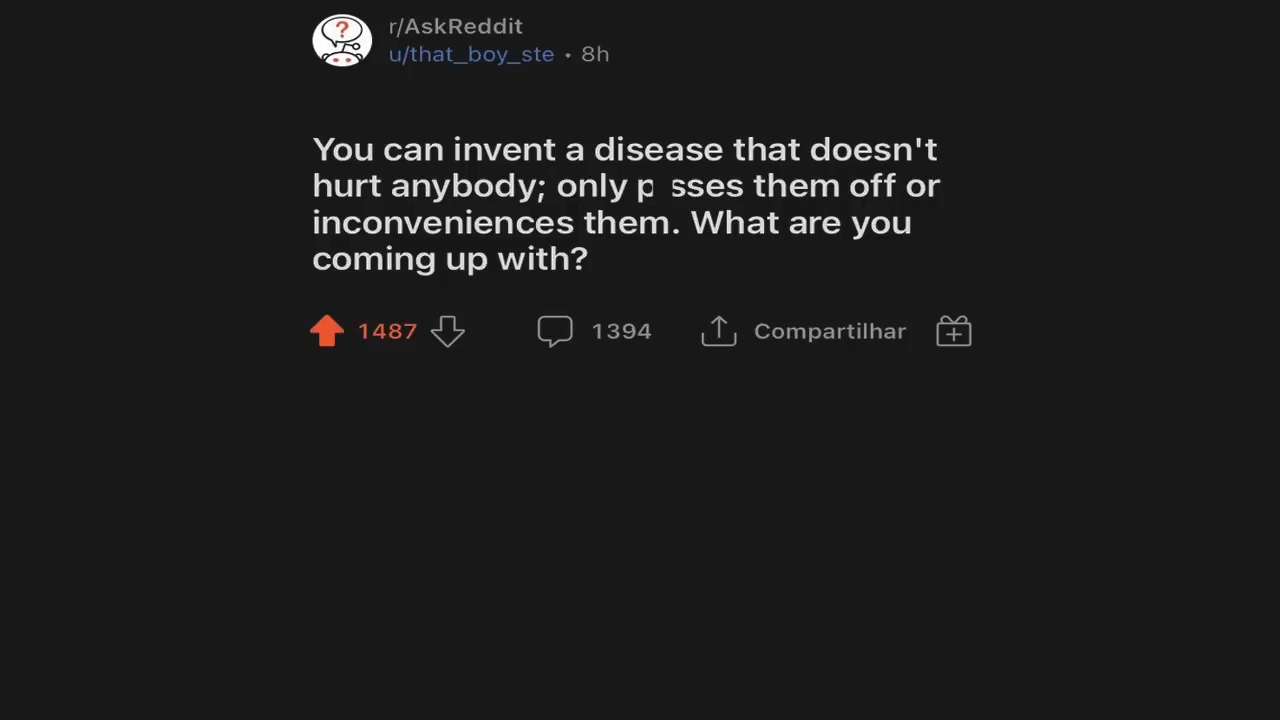 r/AskReddit
u/that_boy_ste • 8h
You can invent a disease that doesn't
hurt anybody; only p sses them off or
inconveniences them. What are you
coming up with?
1487 1394 Compartilhar